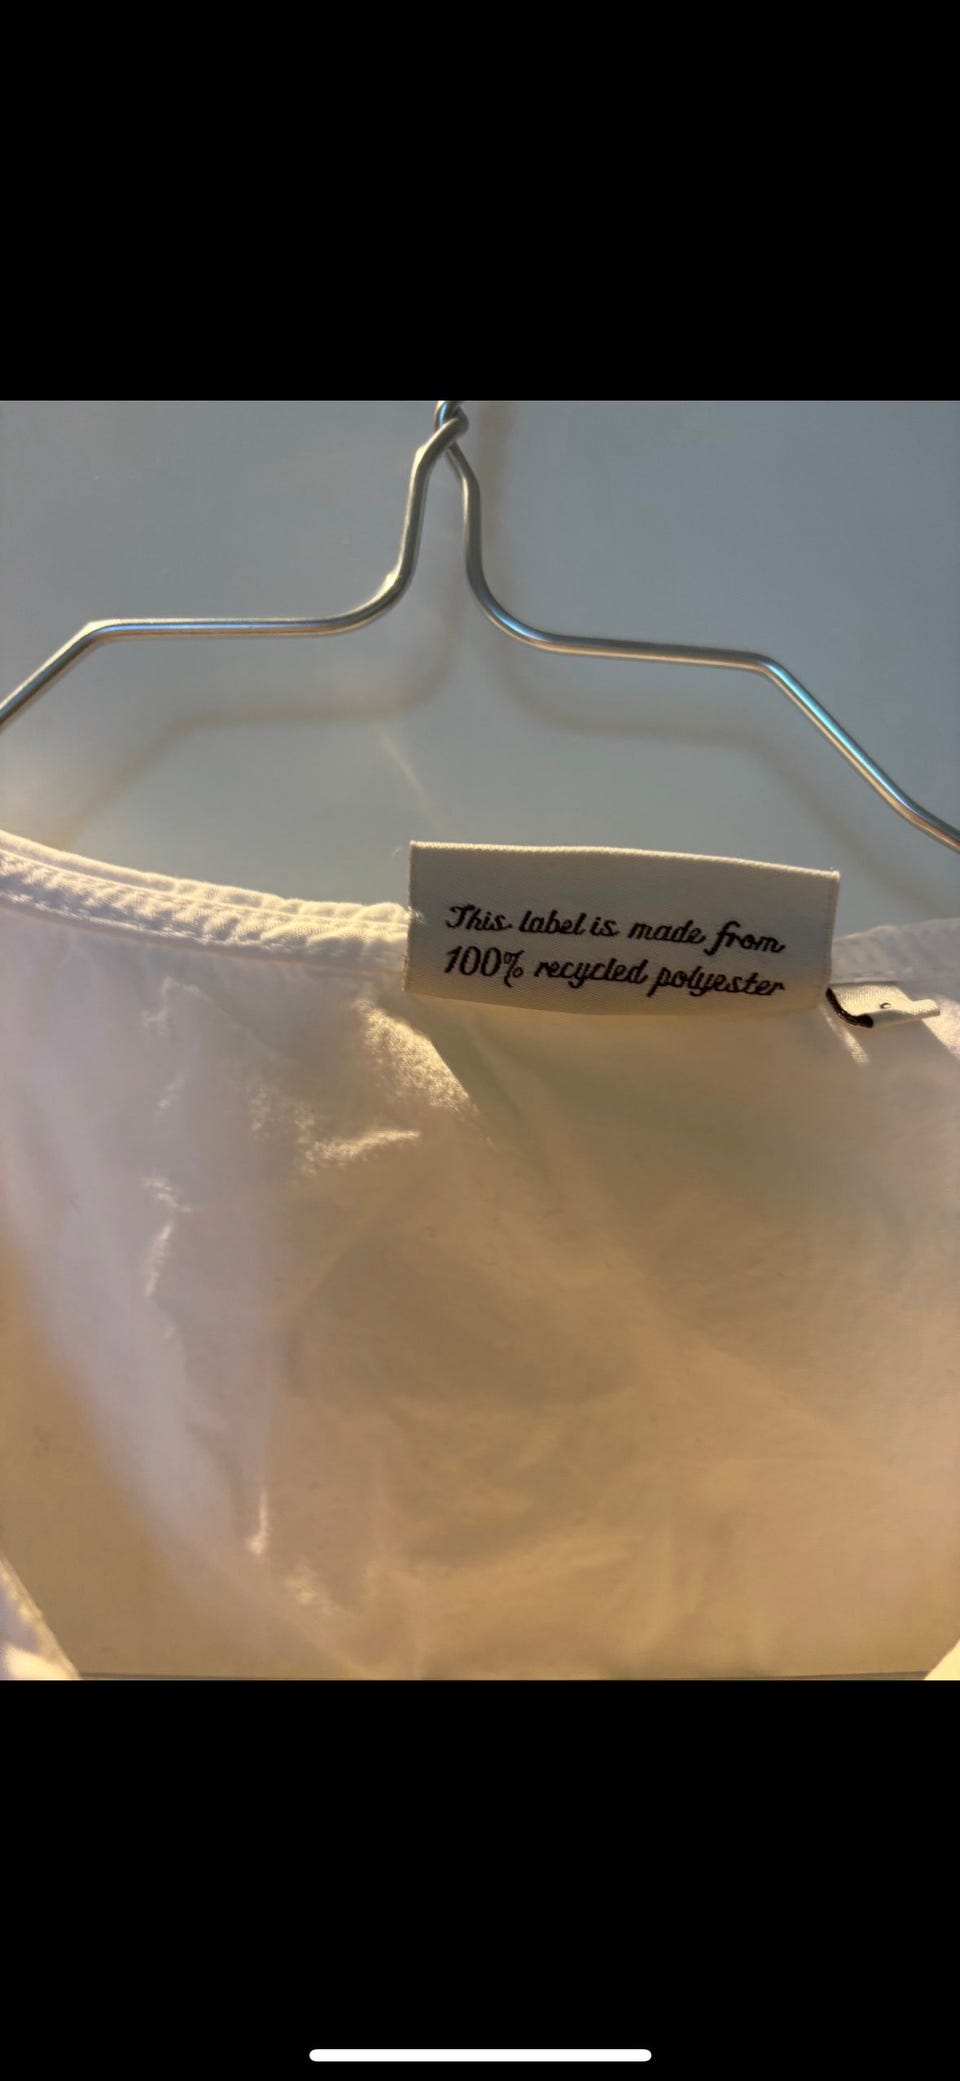 This label is made from
100% recycled polyester